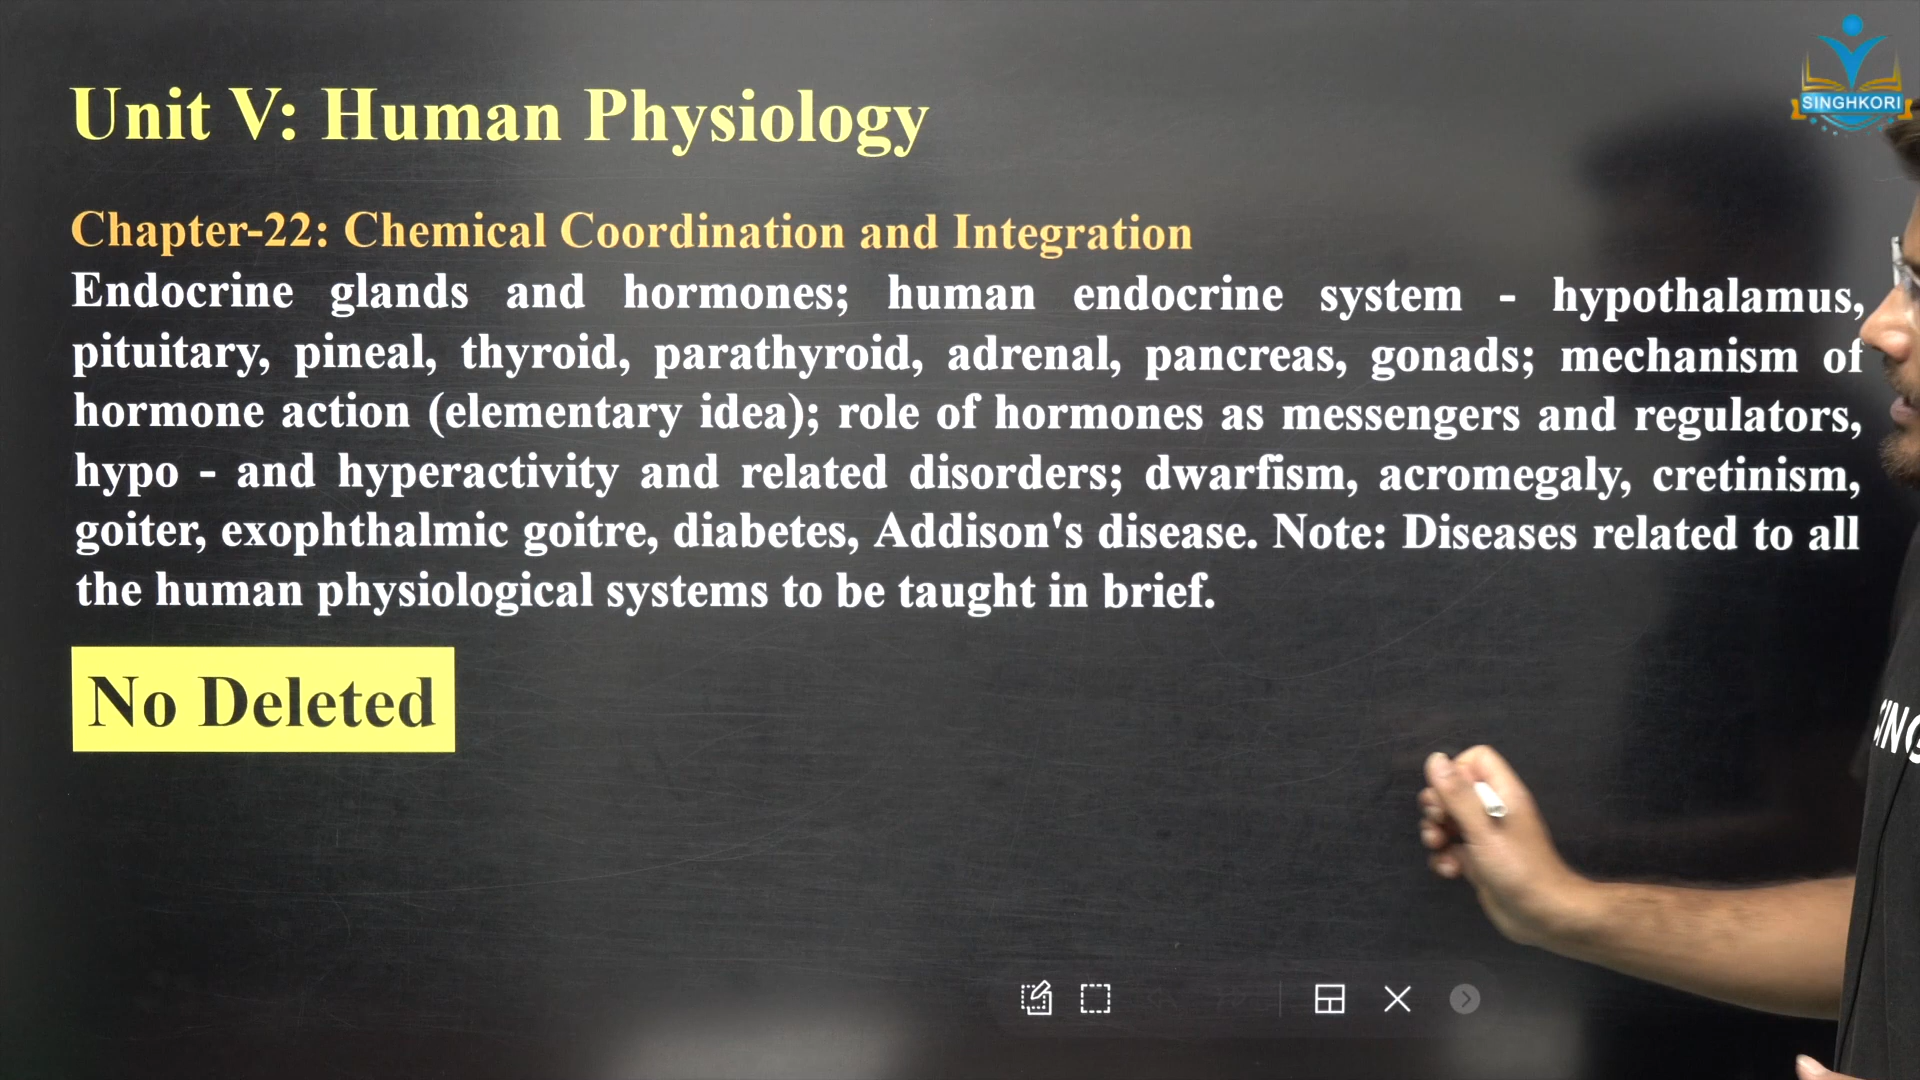 SINGHKORI
Unit V: Human Physiology
Chapter-22: Chemical Coordination and Integration
Endocrine glands and hormones; human endocrine system - hypothalamus,
pituitary, pineal, thyroid, parathyroid, adrenal, pancreas, gonads; mechanism of
hormone action (elementary idea); role of hormones as messengers and regulators,
hypo - and hyperactivity and related disorders; dwarfism, acromegaly, cretinism,
goiter, exophthalmic goitre, diabetes, Addison's disease. Note: Diseases related to all
the human physiological systems to be taught in brief.
No Deleted